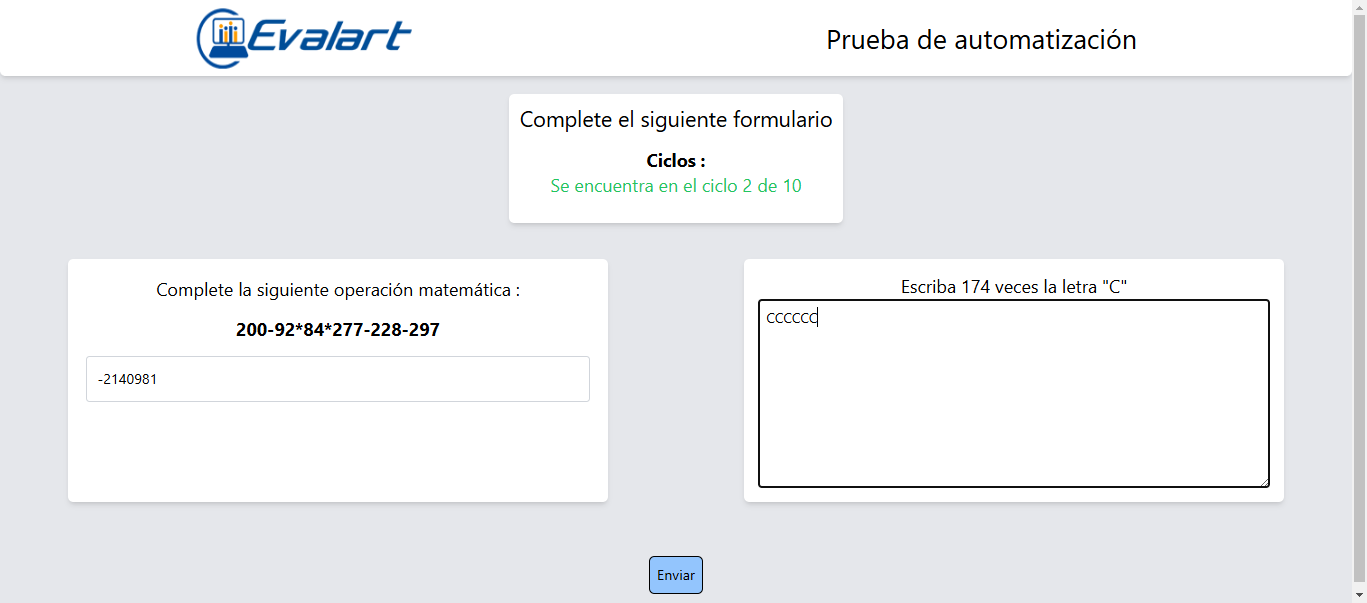 Evalart
Prueba de automatización
Complete el siguiente formulario
Ciclos :
Se encuentra en el ciclo 2 de 10
Complete la siguiente operación matemática :
200-92*84*277-228-297
-2140981
Escriba 174 veces la letra "C"
CCCCCC
Enviar